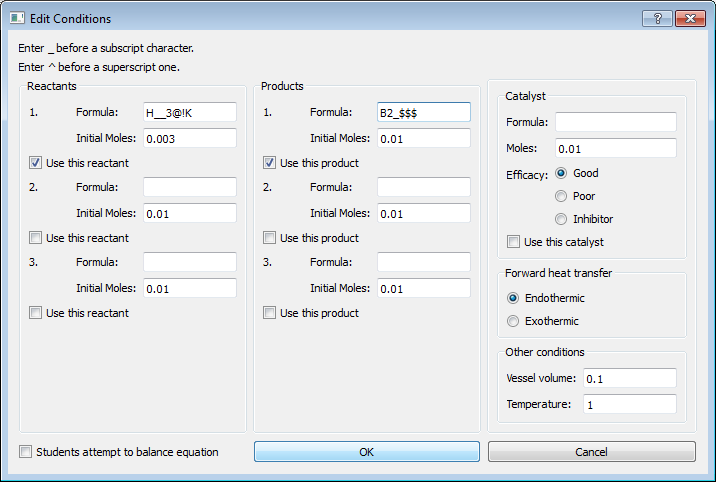 Edit Conditions
Enter _ before a subscript character.
Enter ^ before a superscript one.
Reactants
1. Formula: H__3@!K
Initial Moles: 0.003
Use this reactant
2. Formula:
Initial Moles: 0.01
Use this reactant
3. Formula:
Initial Moles: 0.01
Use this reactant
Products
1. Formula: B2_$$$
Initial Moles: 0.01
Use this product
2. Formula:
Initial Moles: 0.01
Use this product
3. Formula:
Initial Moles: 0.01
Use this product
Catalyst
Formula:
Moles: 0.01
Efficacy: Good
Poor
Inhibitor
Use this catalyst
Forward heat transfer
Endothermic
Exothermic
Other conditions
Vessel volume: 0.1
Temperature: 1
Students attempt to balance equation
OK
Cancel